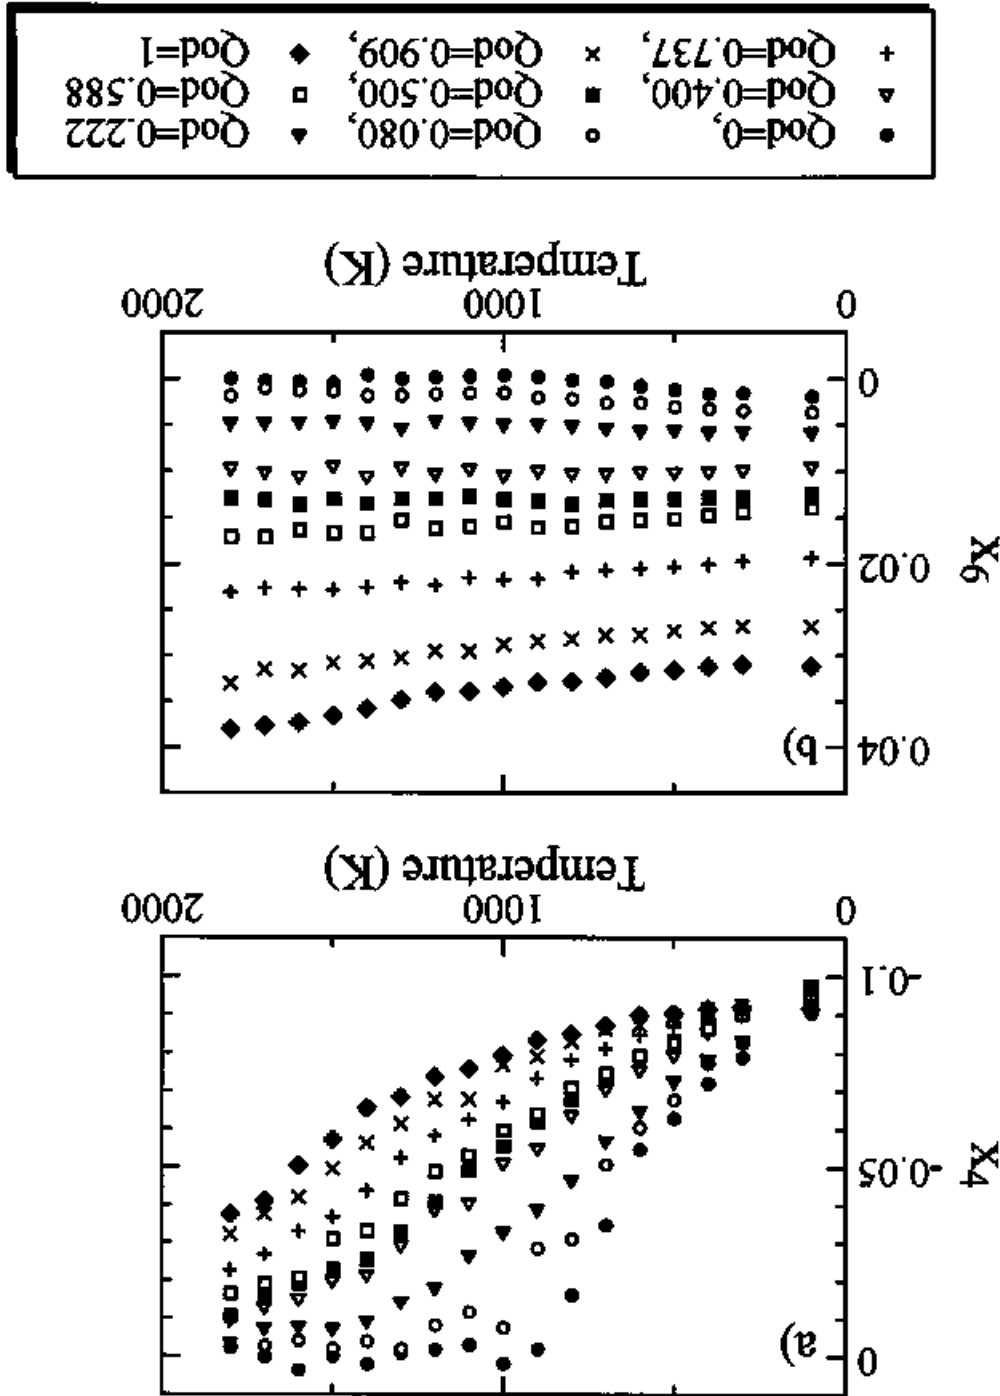 a)
0
-0.05
-0.1
X4
0 1000 2000
Temperature (K)
b)
0.04
0.02
0
X6
0 1000 2000
Temperature (K)
Qod=0, Qod=0.080, Qod=0.222
Qod=0.400, Qod=0.500, Qod=0.588
Qod=0.737, Qod=0.909, Qod=1